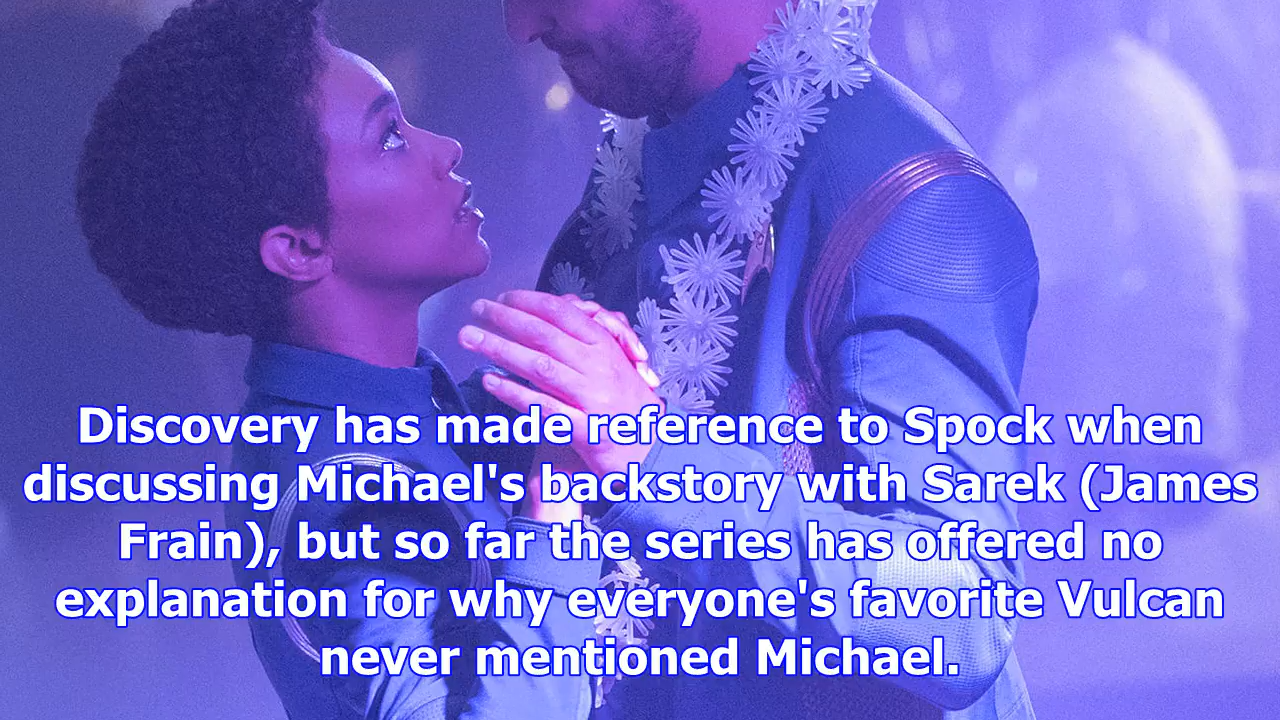 Discovery has made reference to Spock when
discussing Michael's backstory with Sarek (James
Frain), but so far the series has offered no
explanation for why everyone's favorite Vulcan
never mentioned Michael.